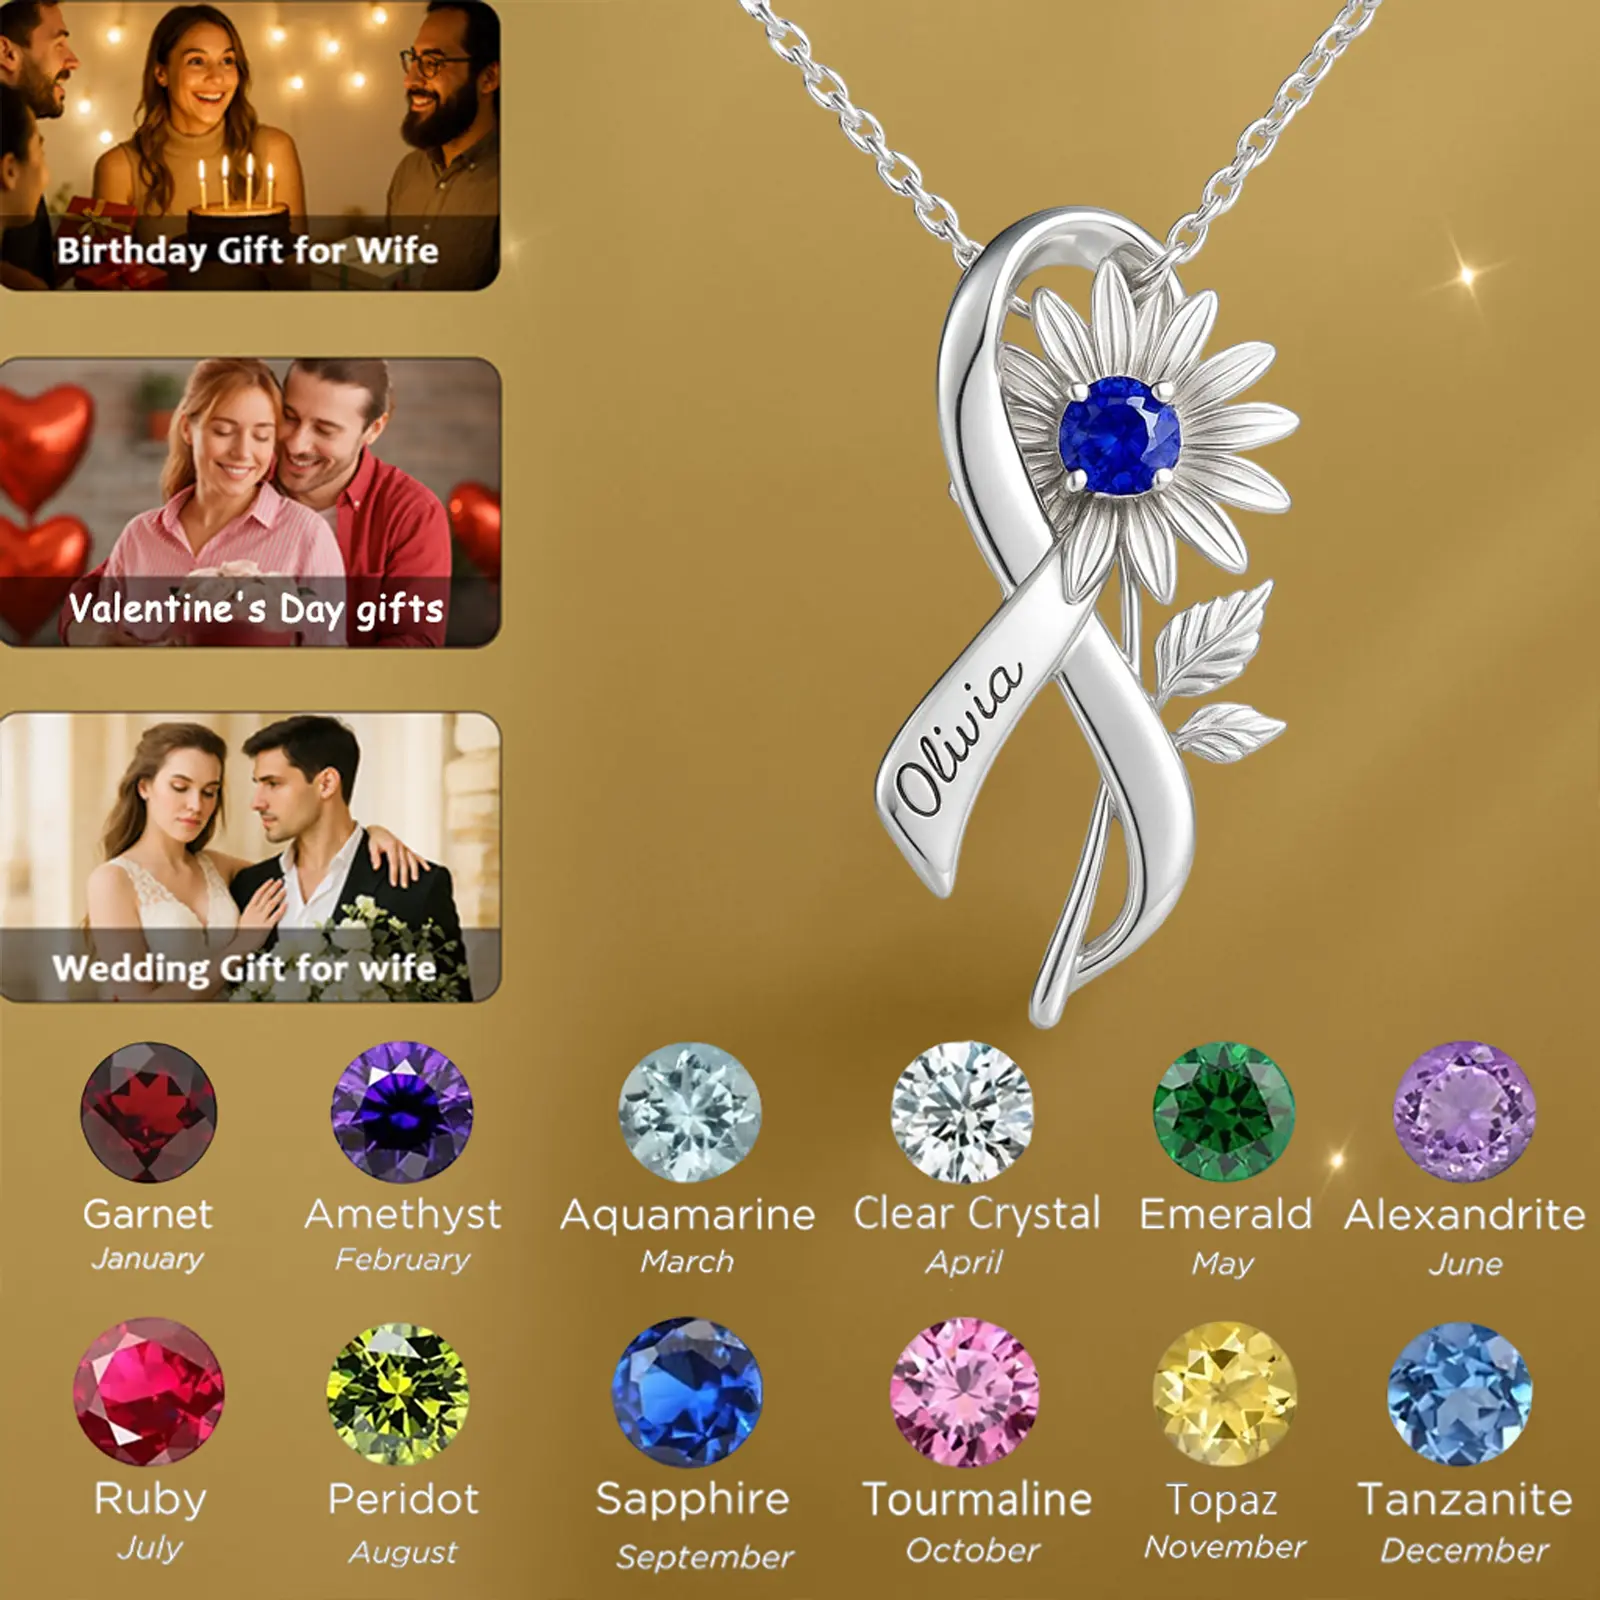 Birthday Gift for Wife
Valentine's Day gifts
Wedding Gift for wife
Olivia
Garnet
January
Amethyst
February
Aquamarine
March
Clear Crystal
April
Emerald
May
Alexandrite
June
Ruby
July
Peridot
August
Sapphire
September
Tourmaline
October
Topaz
November
Tanzanite
December